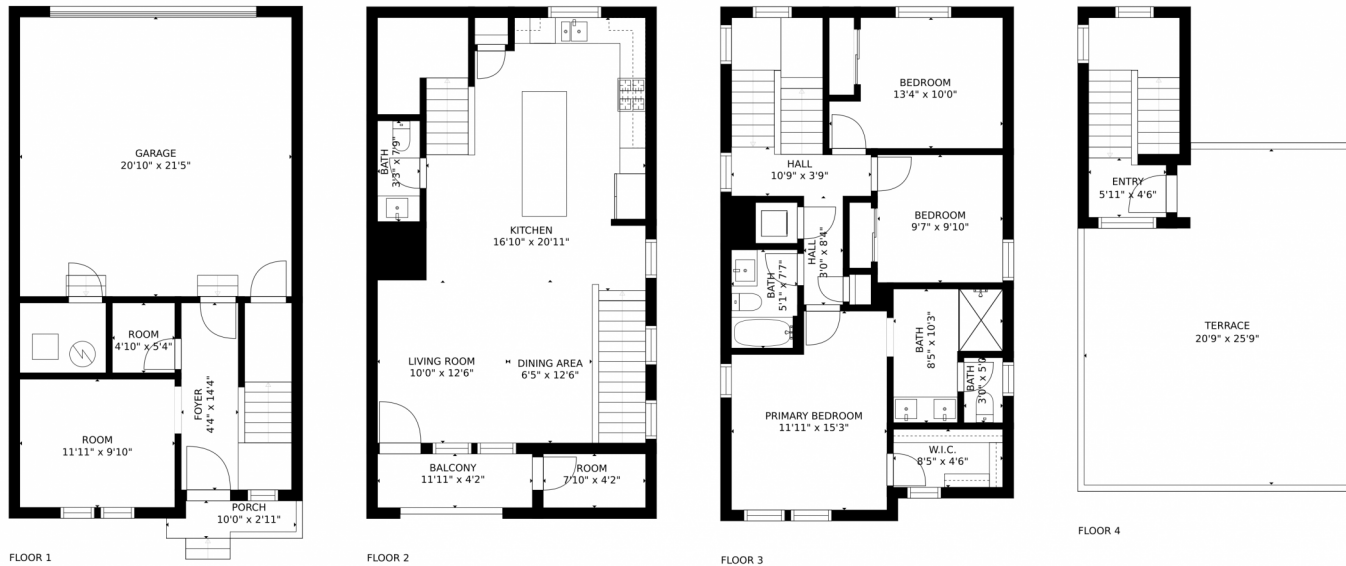 GARAGE
20'10" x 21'5"
ROOM
4'10" x 5'4"
FOYER
4'4" x 14'4"
ROOM
11'11" x 9'10"
PORCH
10'0" x 2'11"
FLOOR 1
BATH
3'3" x 7'9"
KITCHEN
16'10" x 20'11"
LIVING ROOM
10'0" x 12'6"
DINING AREA
6'5" x 12'6"
BALCONY
11'11" x 4'2"
ROOM
7'10" x 4'2"
FLOOR 2
BEDROOM
13'4" x 10'0"
HALL
10'9" x 3'9"
BEDROOM
9'7" x 9'10"
HALL
3'0" x 8'4"
BATH
5'1" x 7'7"
BATH
8'5" x 10'3"
BATH
PRIMARY BEDROOM
11'11" x 15'3"
W.I.C.
8'5" x 4'6"
FLOOR 3
ENTRY
5'11" x 4'6"
TERRACE
20'9" x 25'9"
FLOOR 4